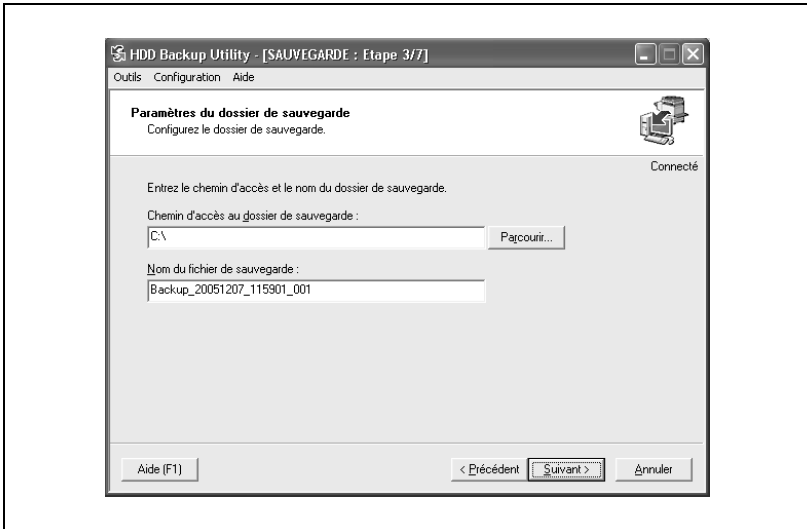 HDD Backup Utility - [SAUVEGARDE : Etape 3/7]
Outils Configuration Aide
Paramètres du dossier de sauvegarde
Configurez le dossier de sauvegarde.
Connecté
Entrez le chemin d'accès et le nom du dossier de sauvegarde.
Chemin d'accès au dossier de sauvegarde :
C:\
Parcourir...
Nom du fichier de sauvegarde :
Backup_20051207_115901_001
Aide (F1)
< Précédent
Suivant >
Annuler